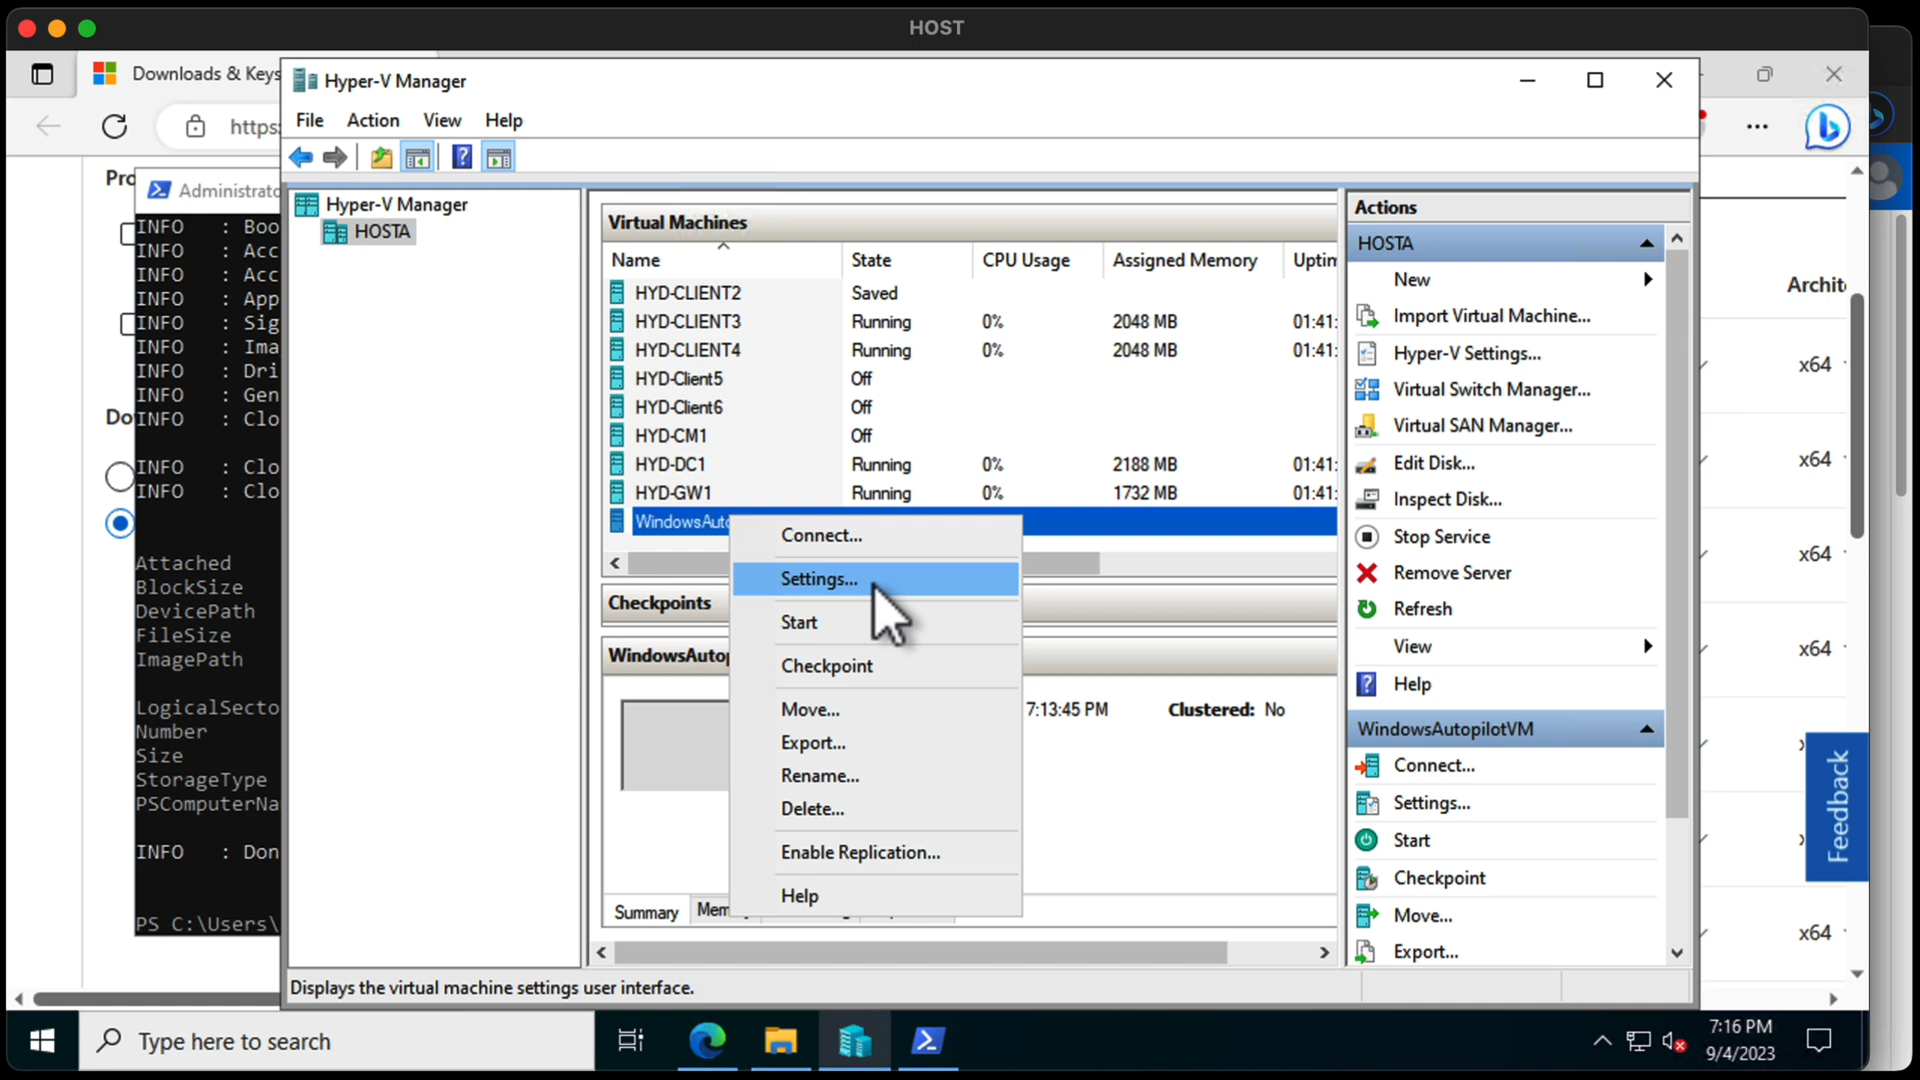 HOST
Downloads & Keys
https:
Hyper-V Manager
File Action View Help
Hyper-V Manager
HOSTA
Virtual Machines
Name State CPU Usage Assigned Memory Uptim
HYD-CLIENT2 Saved
HYD-CLIENT3 Running 0% 2048 MB 01:41:
HYD-CLIENT4 Running 0% 2048 MB 01:41:
HYD-Client5 Off
HYD-Client6 Off
HYD-CM1 Off
HYD-DC1 Running 0% 2188 MB 01:41:
HYD-GW1 Running 0% 1732 MB 01:41:
WindowsAuto
Connect...
Settings...
Start
Checkpoint
Move...
Export...
Rename...
Delete...
Enable Replication...
Help
Checkpoints
WindowsAutop
7:13:45 PM Clustered: No
Summary Mem
Displays the virtual machine settings user interface.
Actions
HOSTA
New
Import Virtual Machine...
Hyper-V Settings...
Virtual Switch Manager...
Virtual SAN Manager...
Edit Disk...
Inspect Disk...
Stop Service
Remove Server
Refresh
View
Help
WindowsAutopilotVM
Connect...
Settings...
Start
Checkpoint
Move...
Export...
Pro
Administrato
INFO : Boo
INFO : Acc
INFO : Acc
INFO : App
INFO : Sig
INFO : Ima
INFO : Dri
INFO : Gen
INFO : Clo
INFO : Clo
INFO : Clo
Do
Attached
BlockSize
DevicePath
FileSize
ImagePath
LogicalSecto
Number
Size
StorageType
PSComputerNa
INFO : Don
PS C:\Users\
Archit
x64
x64
x64
x64
x64
Feedback
Type here to search
7:16 PM
9/4/2023